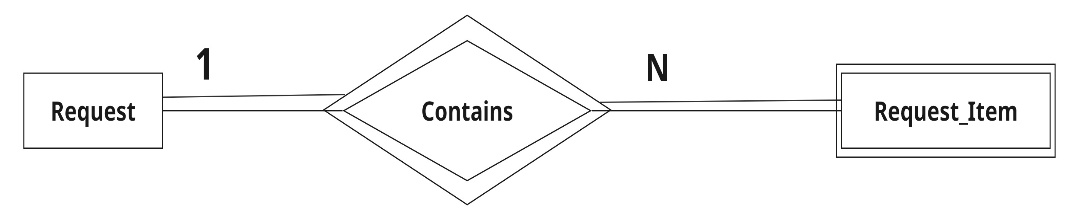 1
N
Request
Contains
Request_Item